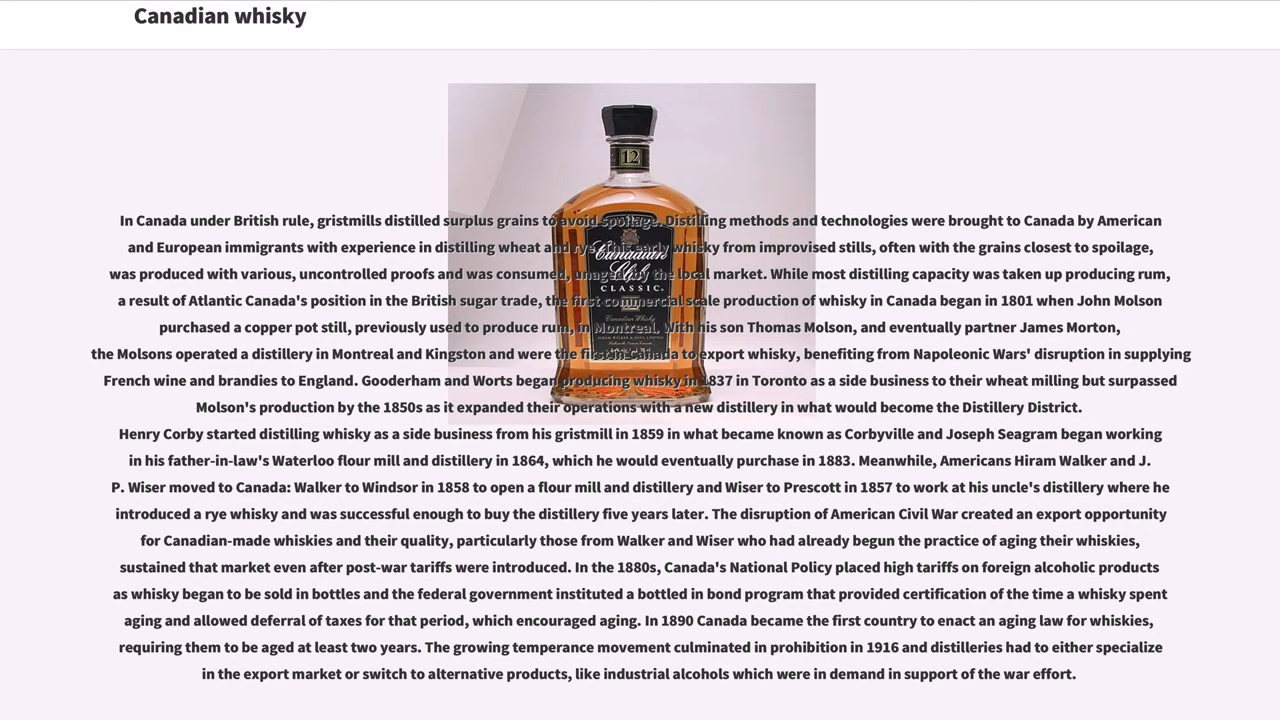 Canadian whisky
12
In Canada under British rule, gristmills distilled surplus grains to avoid spoilage. Distilling methods and technologies were brought to Canada by American
and European immigrants with experience in distilling wheat and rye. This early whisky from improvised stills, often with the grains closest to spoilage,
Canadian
was produced with various, uncontrolled proofs and was consumed, unaged, by the local market. While most distilling capacity was taken up producing rum,
Club
CLASSIC
a result of Atlantic Canada's position in the British sugar trade, the first commercial scale production of whisky in Canada began in 1801 when John Molson
Canadian Whisky
purchased a copper pot still, previously used to produce rum, in Montreal. With his son Thomas Molson, and eventually partner James Morton,
HIRAM WALKER & SONS, LIMITED
the Molsons operated a distillery in Montreal and Kingston and were the first in Canada to export whisky, benefiting from Napoleonic Wars' disruption in supplying
French wine and brandies to England. Gooderham and Worts began producing whisky in 1837 in Toronto as a side business to their wheat milling but surpassed
Molson's production by the 1850s as it expanded their operations with a new distillery in what would become the Distillery District.
Henry Corby started distilling whisky as a side business from his gristmill in 1859 in what became known as Corbyville and Joseph Seagram began working
in his father-in-law's Waterloo flour mill and distillery in 1864, which he would eventually purchase in 1883. Meanwhile, Americans Hiram Walker and J.
P. Wiser moved to Canada: Walker to Windsor in 1858 to open a flour mill and distillery and Wiser to Prescott in 1857 to work at his uncle's distillery where he
introduced a rye whisky and was successful enough to buy the distillery five years later. The disruption of American Civil War created an export opportunity
for Canadian-made whiskies and their quality, particularly those from Walker and Wiser who had already begun the practice of aging their whiskies,
sustained that market even after post-war tariffs were introduced. In the 1880s, Canada's National Policy placed high tariffs on foreign alcoholic products
as whisky began to be sold in bottles and the federal government instituted a bottled in bond program that provided certification of the time a whisky spent
aging and allowed deferral of taxes for that period, which encouraged aging. In 1890 Canada became the first country to enact an aging law for whiskies,
requiring them to be aged at least two years. The growing temperance movement culminated in prohibition in 1916 and distilleries had to either specialize
in the export market or switch to alternative products, like industrial alcohols which were in demand in support of the war effort.